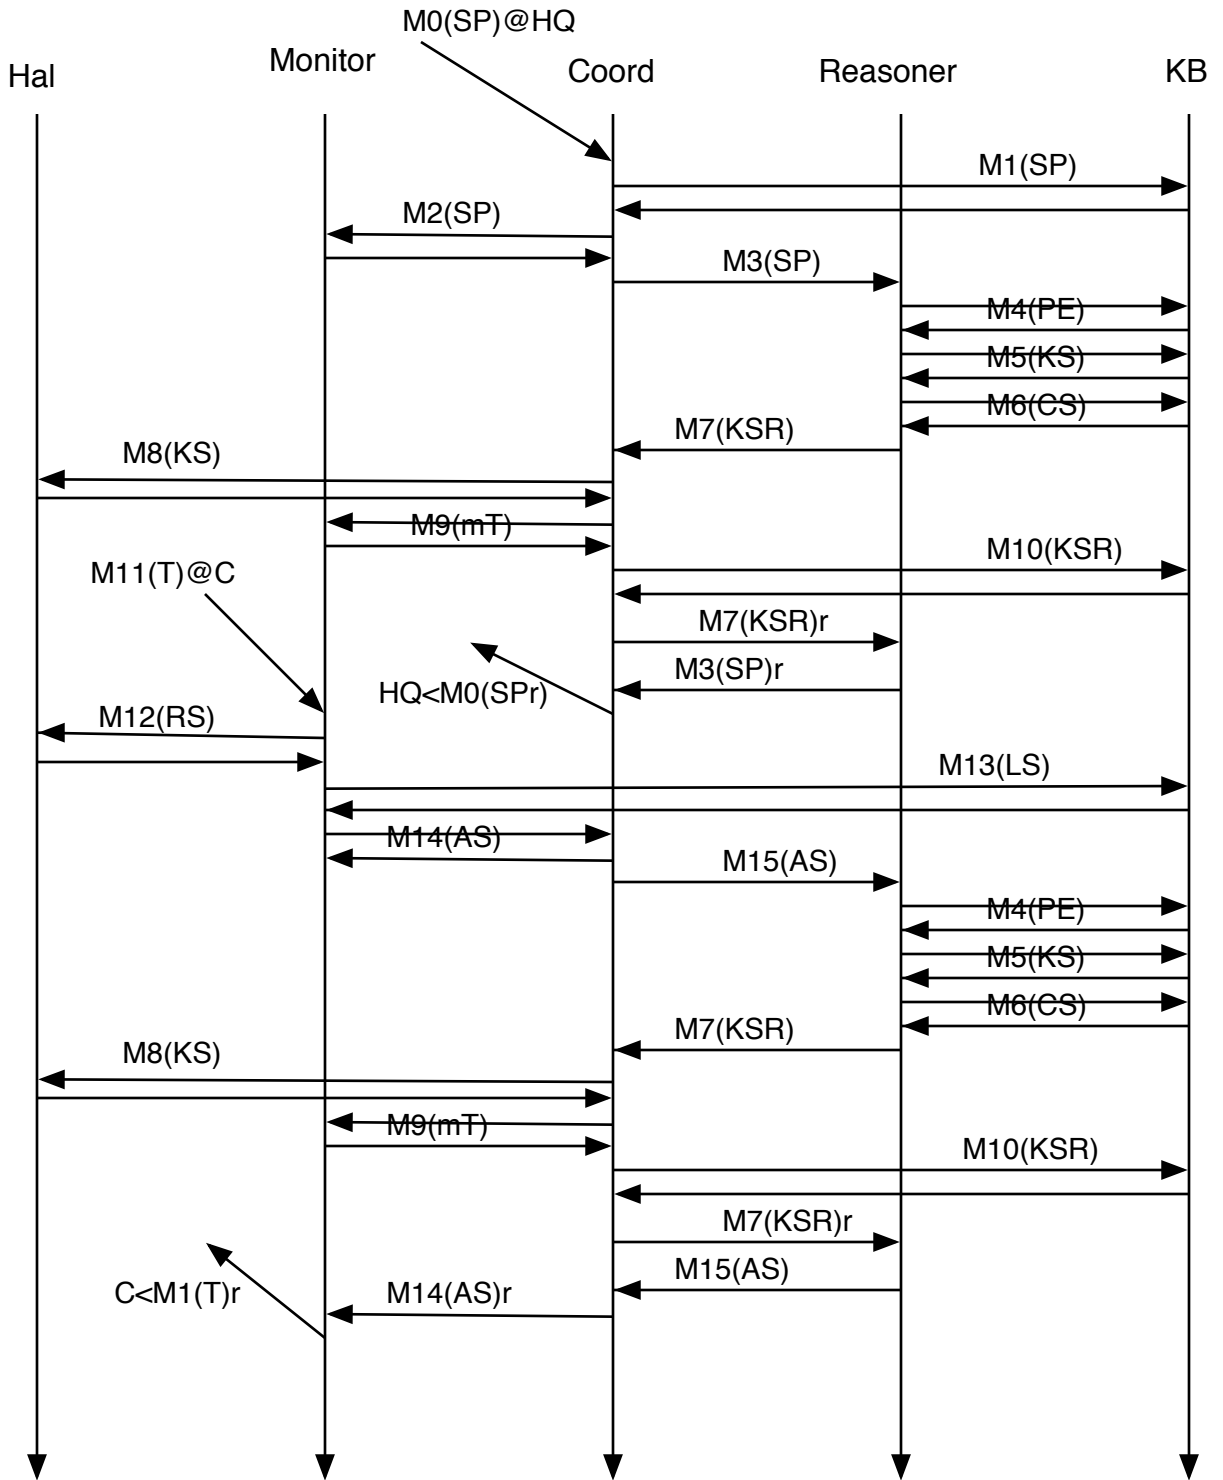 M0(SP)@HQ
Hal
Monitor
Coord
Reasoner
KB
M1(SP)
M2(SP)
M3(SP)
M4(PE)
M5(KS)
M6(CS)
M7(KSR)
M8(KS)
M9(mT)
M10(KSR)
M11(T)@C
M7(KSR)r
M3(SP)r
HQ<M0(SPr)
M12(RS)
M13(LS)
M14(AS)
M15(AS)
M4(PE)
M5(KS)
M6(CS)
M7(KSR)
M8(KS)
M9(mT)
M10(KSR)
M7(KSR)r
M15(AS)
C<M1(T)r
M14(AS)r